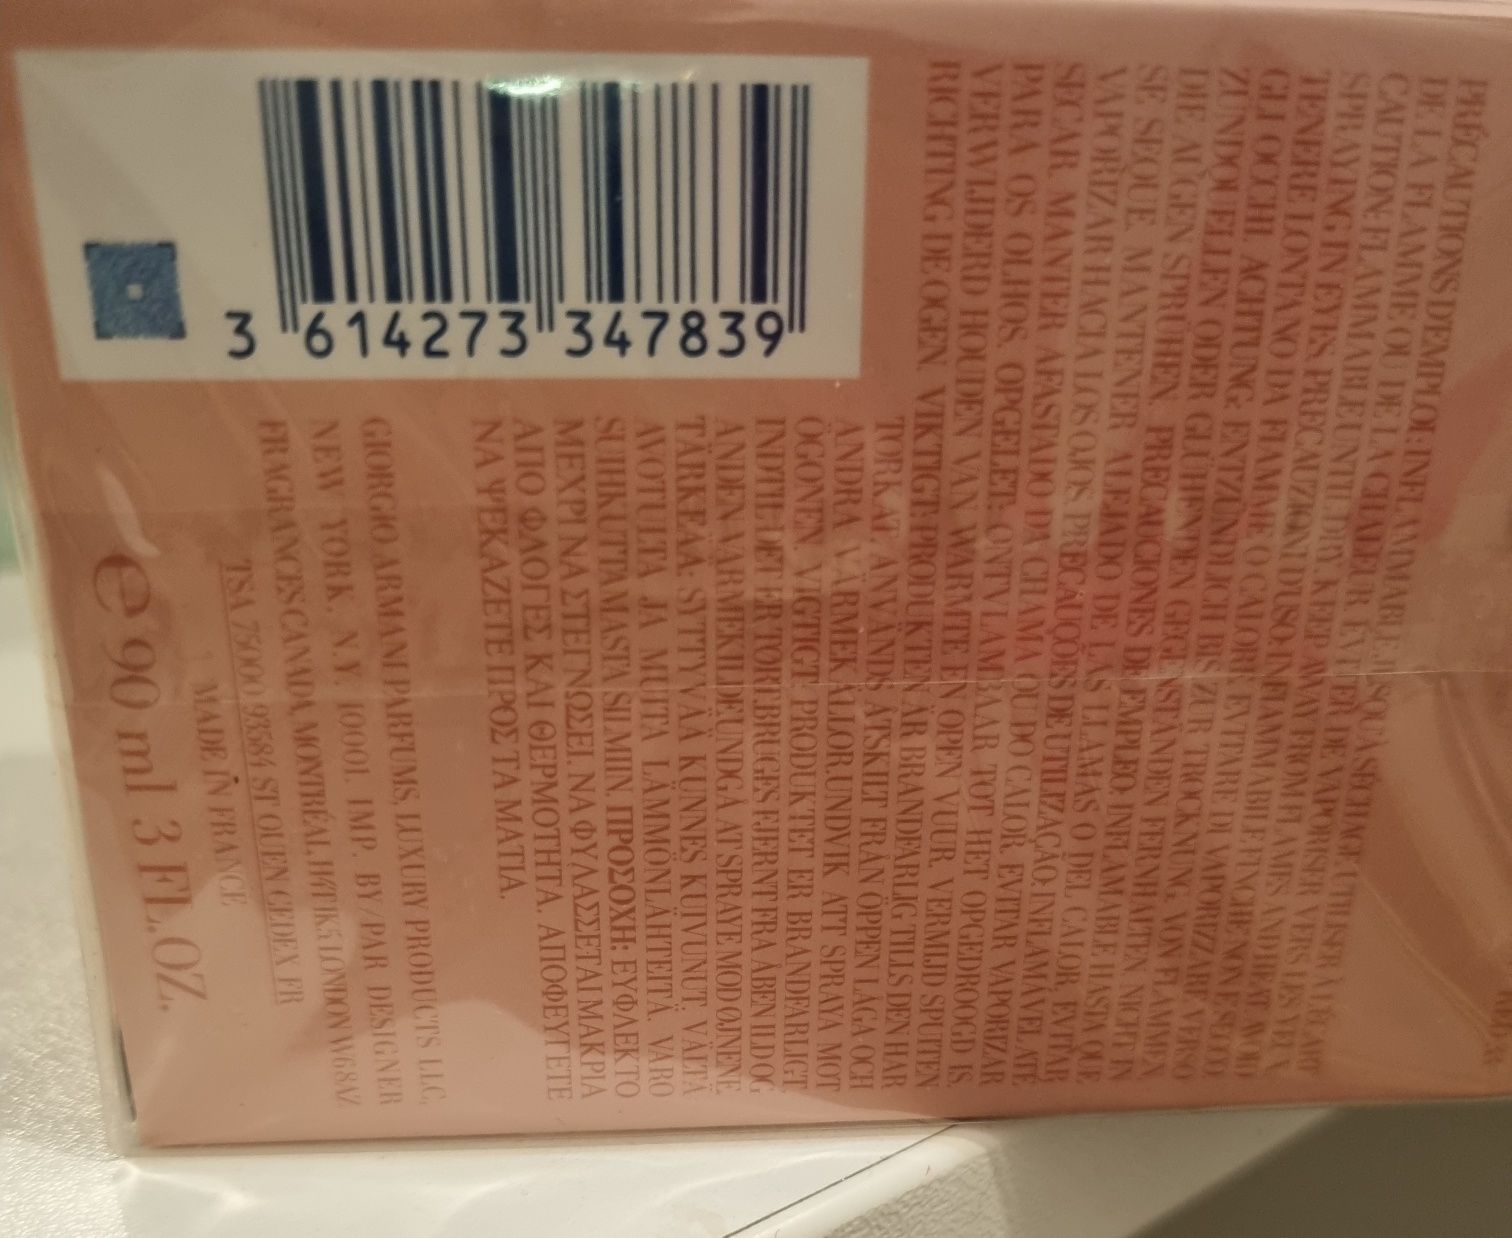 PRÉCAUTIONS D'EMPLOI: INFLAMMABLE JUSQU'À SÉCHAGE. UTILISER À L'ÉCART
DE LA FLAMME OU DE LA CHALEUR. ÉVITER DE VAPORISER VERS LES YEUX.
CAUTION: FLAMMABLE UNTIL DRY. KEEP AWAY FROM FLAMES AND HEAT. AVOID
SPRAYING IN EYES. PRECAUZIONI D'USO: INFIAMMABILE FINCHÉ NON ESSICCATO.
TENERE LONTANO DA FIAMME O CALORE. EVITARE DI VAPORIZZARE VERSO
GLI OCCHI. ACHTUNG: ENTZÜNDLICH BIS ZUR TROCKNUNG. VON FLAMMEN,
ZÜNDQUELLEN ODER GLÜHENDEN GEGENSTÄNDEN FERNHALTEN. NICHT IN
DIE AUGEN SPRÜHEN. PRECAUCIONES DE EMPLEO: INFLAMABLE HASTA QUE
SE SEQUE. MANTENER ALEJADO DE LAS LLAMAS O DEL CALOR. EVITAR
VAPORIZAR HACIA LOS OJOS. PRECAUÇÕES DE UTILIZAÇÃO: INFLAMÁVEL ATÉ
SECAR. MANTER AFASTADO DA CHAMA OU DO CALOR. EVITAR VAPORIZAR
PARA OS OLHOS. OPGELET: ONTVLAMBAAR TOT HET OPGEDROOGD IS.
VERWIJDERD HOUDEN VAN WARMTE EN OPEN VUUR. VERMIJD SPUITEN
RICHTING DE OGEN. VIKTIGT: PRODUKTEN ÄR BRANDFARLIG TILLS DEN HAR
TORKAT. ANVÄNDS ÅTSKILT FRÅN ÖPPEN LÅGA OCH
ANDRA VÄRMEKÄLLOR. UNDVIK ATT SPRAYA MOT
ÖGONEN. VIGTIGT: PRODUKTET ER BRANDFARLIGT
INDTIL DET ER TØRT. BRUGES FJERNT FRA ÅBEN ILD OG
ANDEN VARMEKILDE. UNDGÅ AT SPRAYE MOD ØJNENE.
TÄRKEÄÄ: SYTTYVÄÄ KUNNES KUIVUNUT. VÄLTÄ
AVOTULTA JA MUITA LÄMMÖNLÄHTEITÄ. VARO
SUIHKUTTAMASTA SILMIIN. ΠΡΟΣΟΧΗ: ΕΥΦΛΕΚΤΟ
ΜΕΧΡΙ ΝΑ ΣΤΕΓΝΩΣΕΙ. ΝΑ ΦΥΛΑΣΣΕΤΑΙ ΜΑΚΡΙΑ
ΑΠΟ ΦΛΟΓΕΣ ΚΑΙ ΘΕΡΜΟΤΗΤΑ. ΑΠΟΦΕΥΓΕΤΕ
ΝΑ ΨΕΚΑΖΕΤΕ ΠΡΟΣ ΤΑ ΜΑΤΙΑ.
GIORGIO ARMANI PARFUMS, LUXURY PRODUCTS LLC,
NEW YORK, N.Y. 10001. IMP. BY/PAR DESIGNER
FRAGRANCES CANADA, MONTRÉAL, H4T1K5 LONDON W6 8AZ
TSA 75000 93584 ST OUEN CEDEX FR
MADE IN FRANCE
e 90 ml 3 FL.OZ.
3 614273 347839